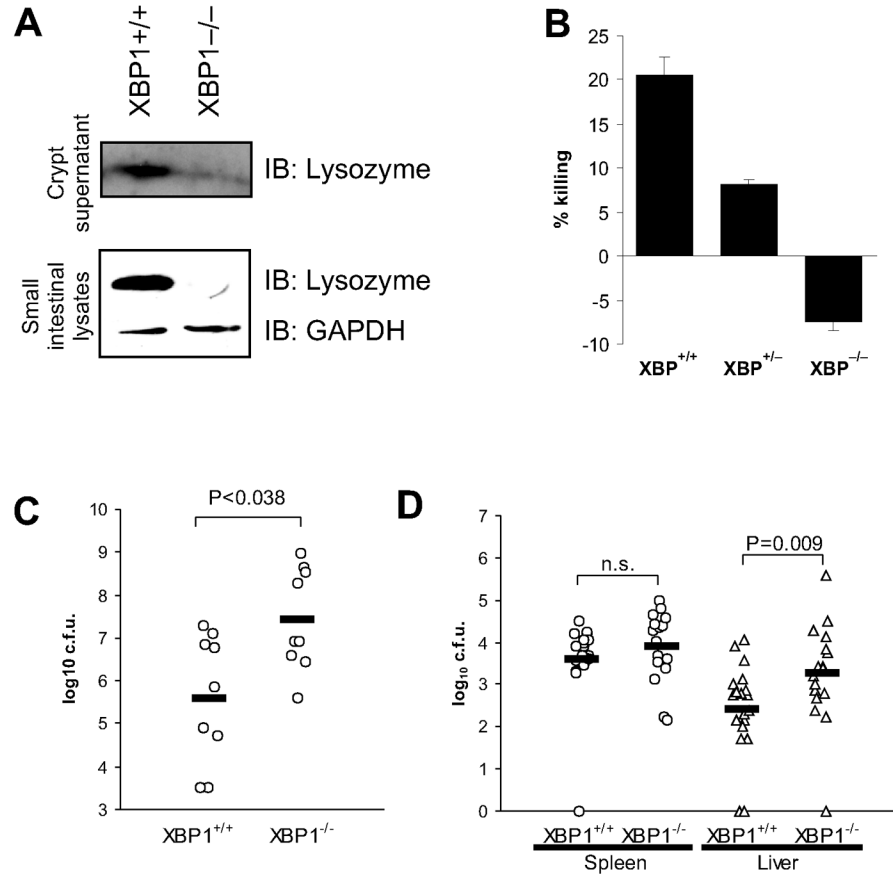 A
XBP1+/+
XBP1−/−
Crypt
supernatant
IB: Lysozyme
Small
intestinal
lysates
IB: Lysozyme
IB: GAPDH
B
% killing
25
20
15
10
5
0
-5
-10
XBP+/+
XBP+/−
XBP−/−
C
P<0.038
log10 c.f.u.
10
9
8
7
6
5
4
3
XBP1+/+
XBP1-/-
D
log10 c.f.u.
7
6
5
4
3
2
1
0
n.s.
P=0.009
XBP1+/+ XBP1-/- XBP1+/+ XBP1-/-
Spleen Liver